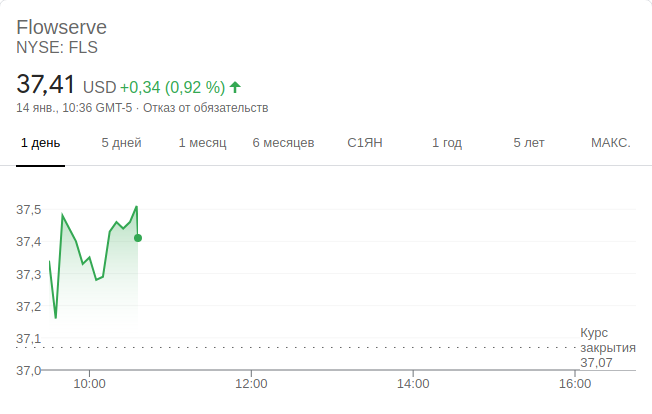 Flowserve
NYSE: FLS
37,41 USD +0,34 (0,92 %)
14 янв., 10:36 GMT-5 · Отказ от обязательств
1 день 5 дней 1 месяц 6 месяцев С1ЯН 1 год 5 лет МАКС.
37,5
37,4
37,3
37,2
37,1
37,0
Курс
закрытия
37,07
10:00 12:00 14:00 16:00